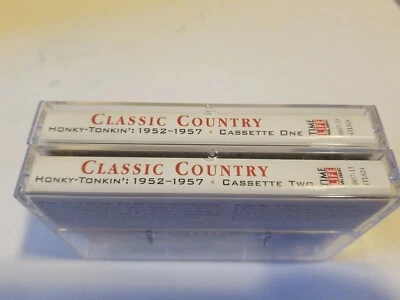 CLASSIC COUNTRY
HONKY-TONKIN': 1952–1957 • CASSETTE ONE
TIME
LIFE
CLASSIC COUNTRY
HONKY-TONKIN': 1952–1957 • CASSETTE TWO
TIME
LIFE